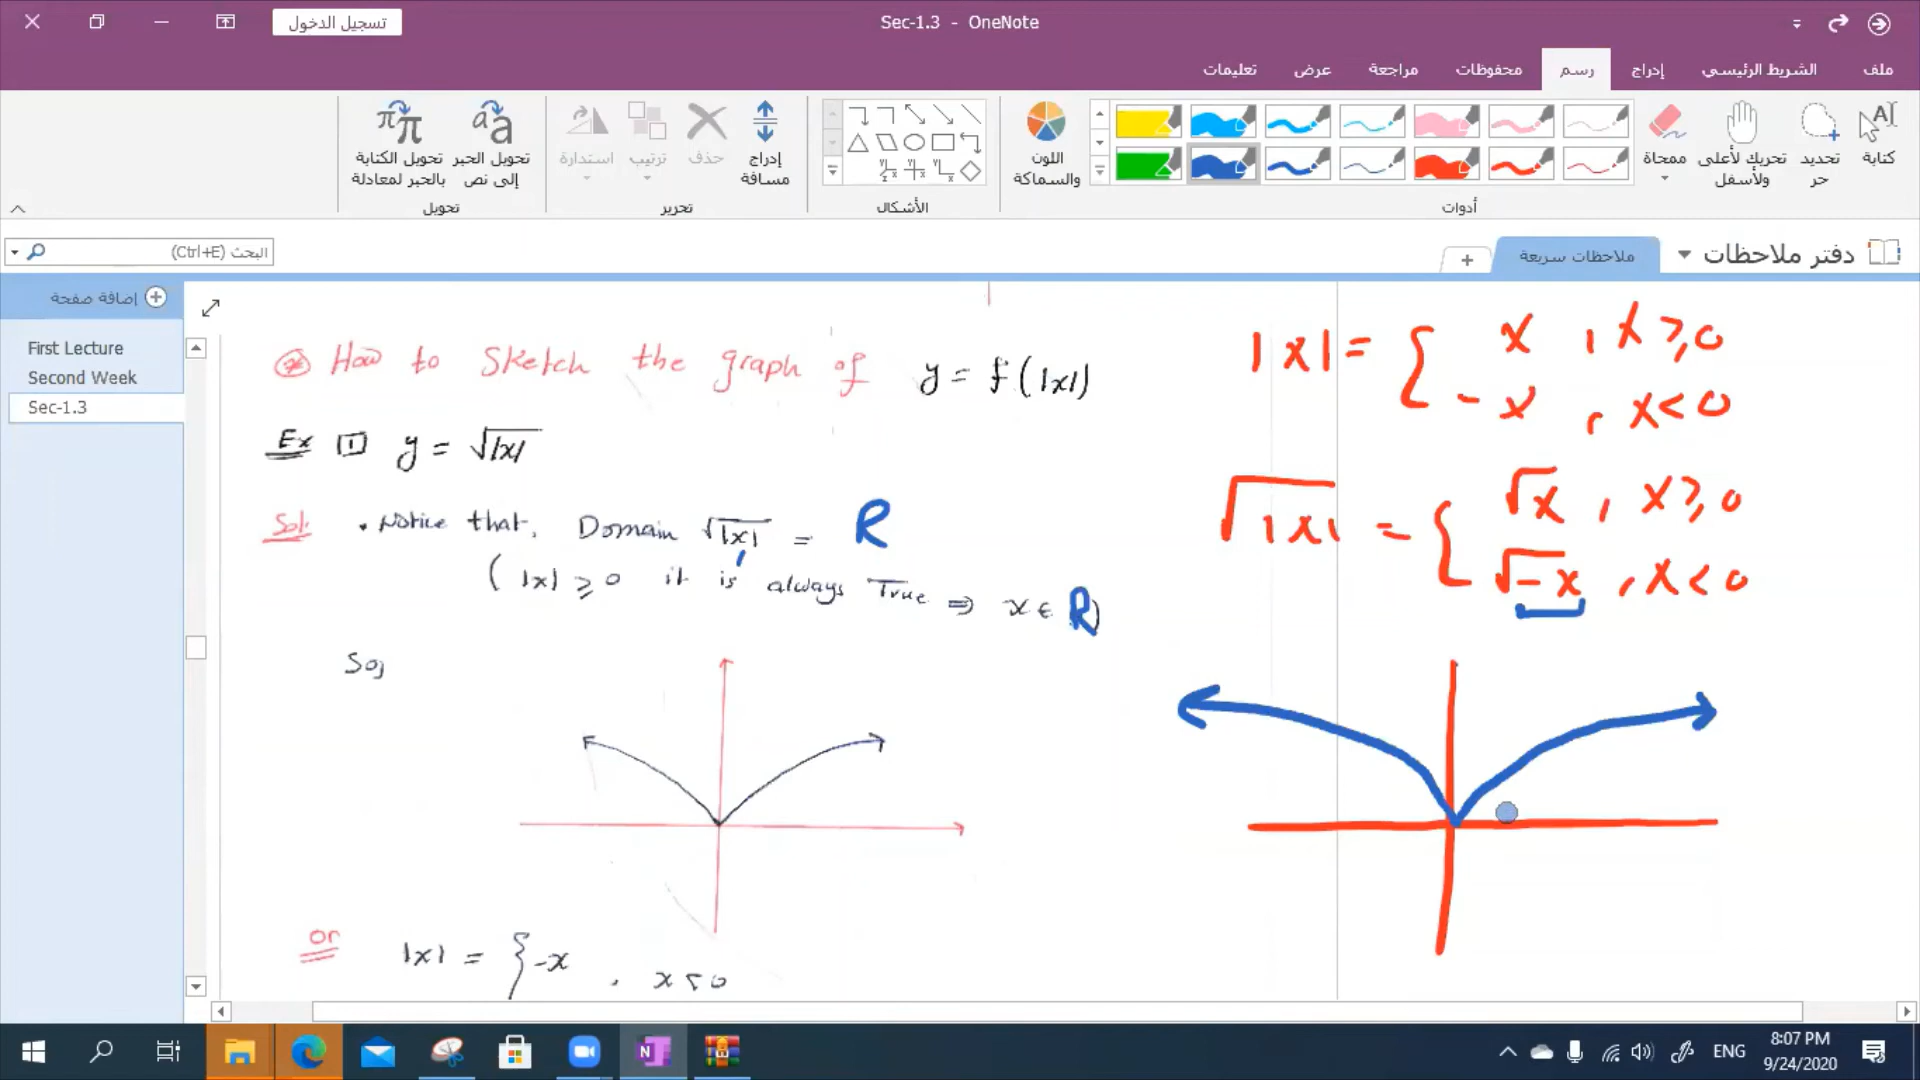 تسجيل الدخول
Sec-1.3 - OneNote
ملف
الشريط الرئيسي
إدراج
رسم
محفوظات
مراجعة
عرض
تعليمات
كتابة
تحديد حر
تحريك لأعلى ولأسفل
ممحاة
أدوات
اللون والسماكة
الأشكال
إدراج مسافة
حذف
ترتيب
استدارة
تحرير
تحويل الحبر إلى نص
تحويل الكتابة بالحبر لمعادلة
تحويل
دفتر ملاحظات
ملاحظات سريعة
+
البحث (Ctrl+E)
إضافة صفحة
First Lecture
Second Week
Sec-1.3
How to Sketch the graph of y = f(|x|)
Ex 1 y = √|x|
Sol: . Notice that, Domain √|x| = R
( |x| ≥ 0 it is always True ⇒ x ∈ R)
So,
or |x| = { -x , x < 0
|x| = { x , x ≥ 0
-x , x < 0
√|x| = { √x , x ≥ 0
√-x , x < 0
ENG
8:07 PM
9/24/2020